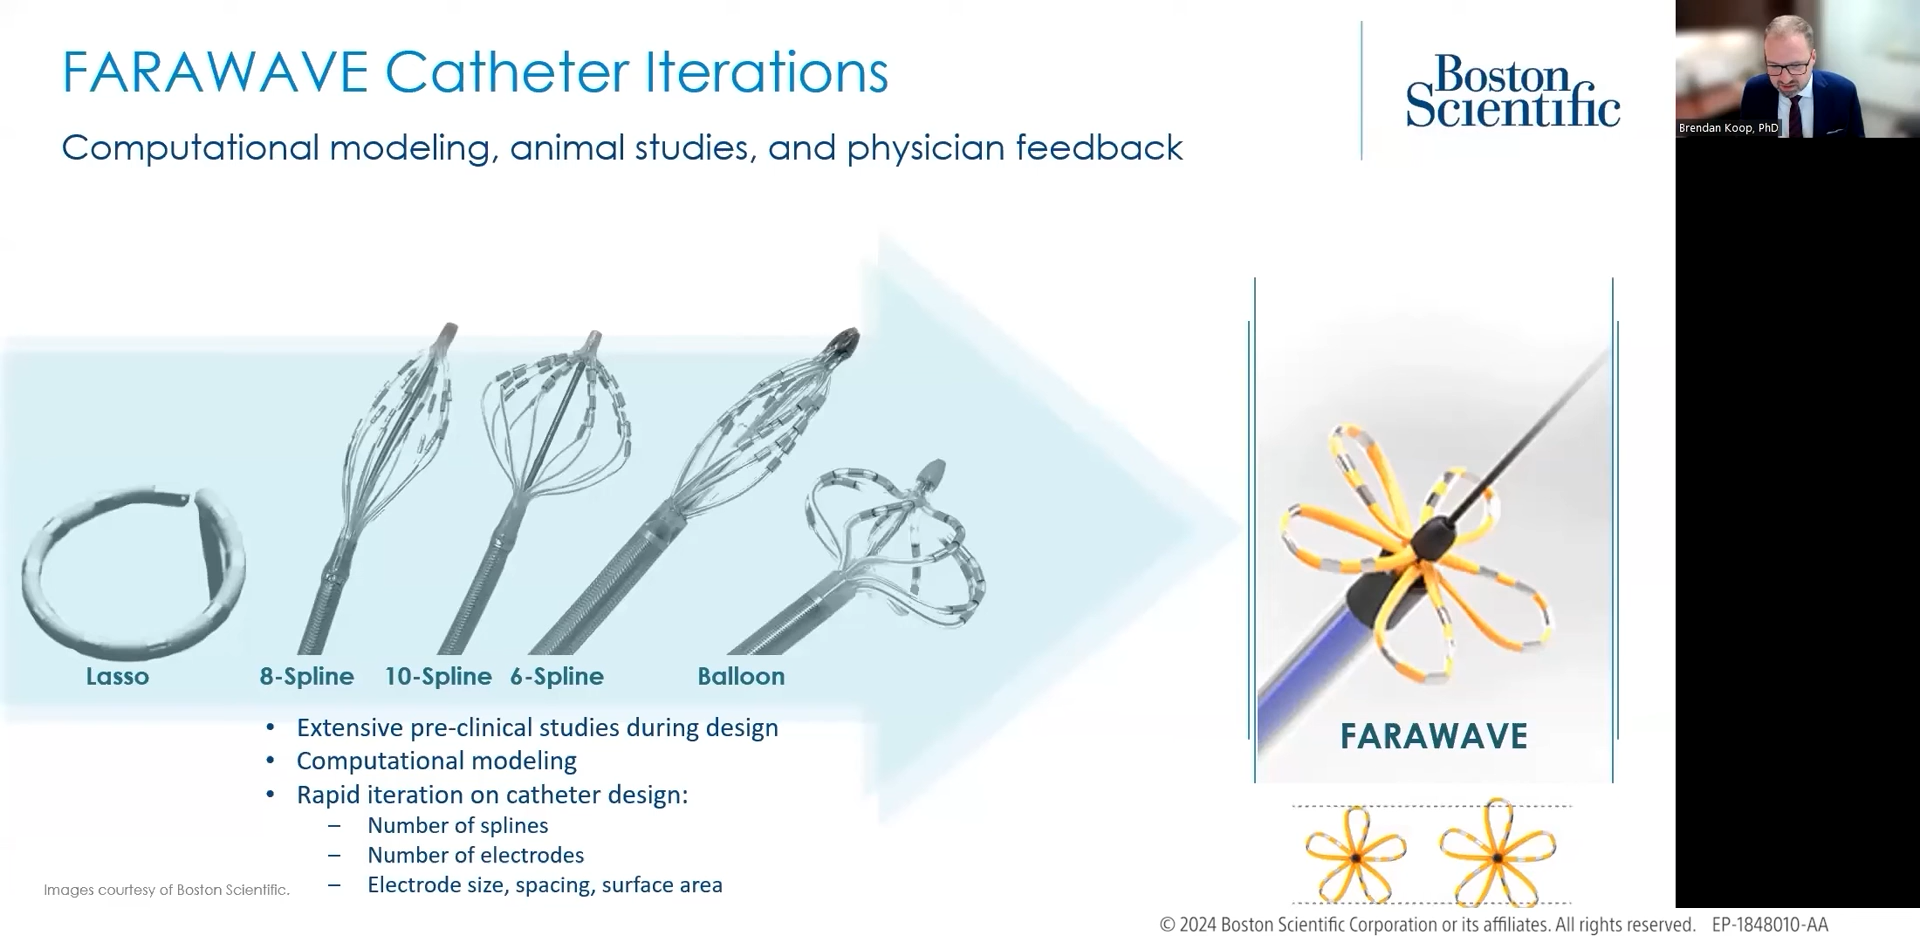 FARAWAVE Catheter Iterations
Computational modeling, animal studies, and physician feedback
Boston
Scientific
Brendan Koop, PhD
Lasso
8-Spline
10-Spline
6-Spline
Balloon
FARAWAVE
• Extensive pre-clinical studies during design
• Computational modeling
• Rapid iteration on catheter design:
– Number of splines
– Number of electrodes
– Electrode size, spacing, surface area
Images courtesy of Boston Scientific.
© 2024 Boston Scientific Corporation or its affiliates. All rights reserved. EP-1848010-AA